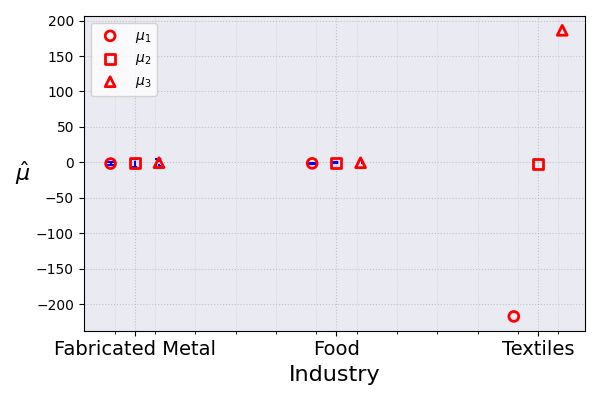 200
150
100
50
0
−50
−100
−150
−200
μ̂
μ₁
μ₂
μ₃
Fabricated Metal Food Textiles
Industry